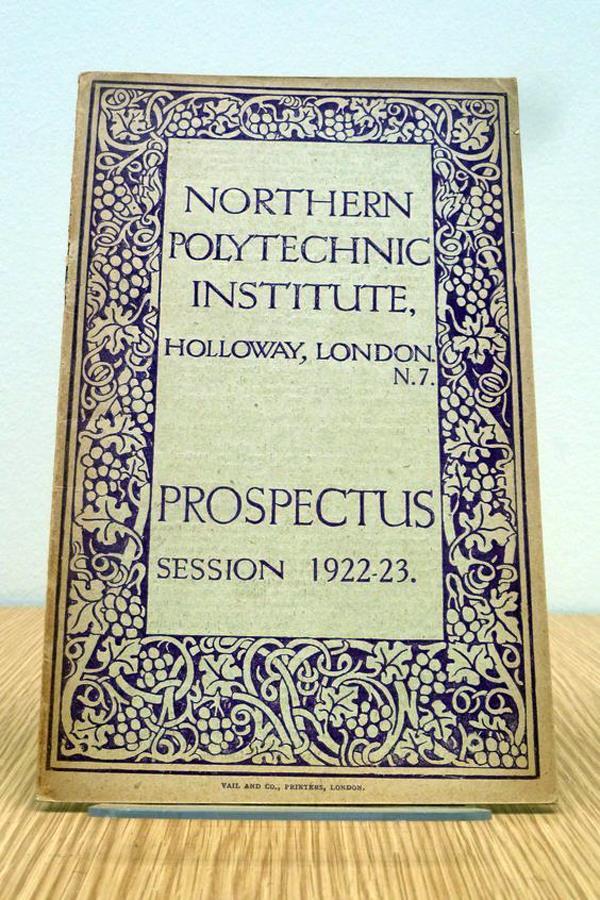 NORTHERN
POLYTECHNIC
INSTITUTE,
HOLLOWAY, LONDON.
N.7.
PROSPECTUS
SESSION 1922-23.
VAIL AND CO., PRINTERS, LONDON.